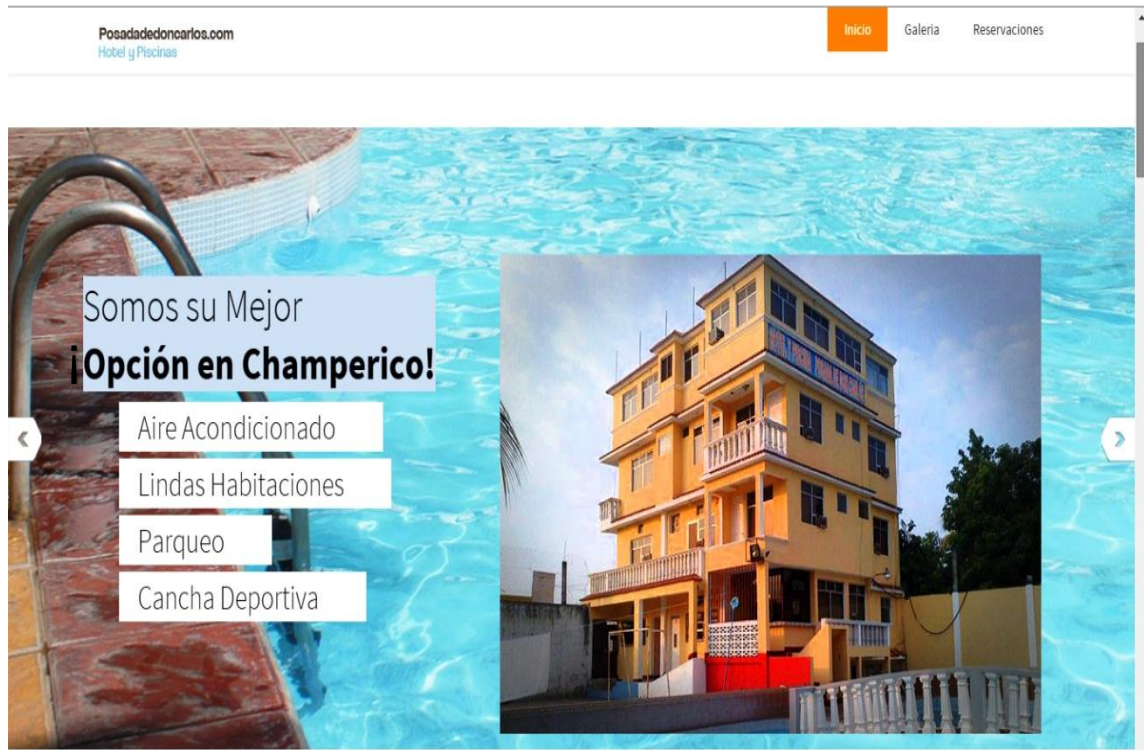 Posadadedoncarlos.com
Hotel y Piscinas
Inicio
Galeria
Reservaciones
Somos su Mejor
¡Opción en Champerico!
Aire Acondicionado
Lindas Habitaciones
Parqueo
Cancha Deportiva